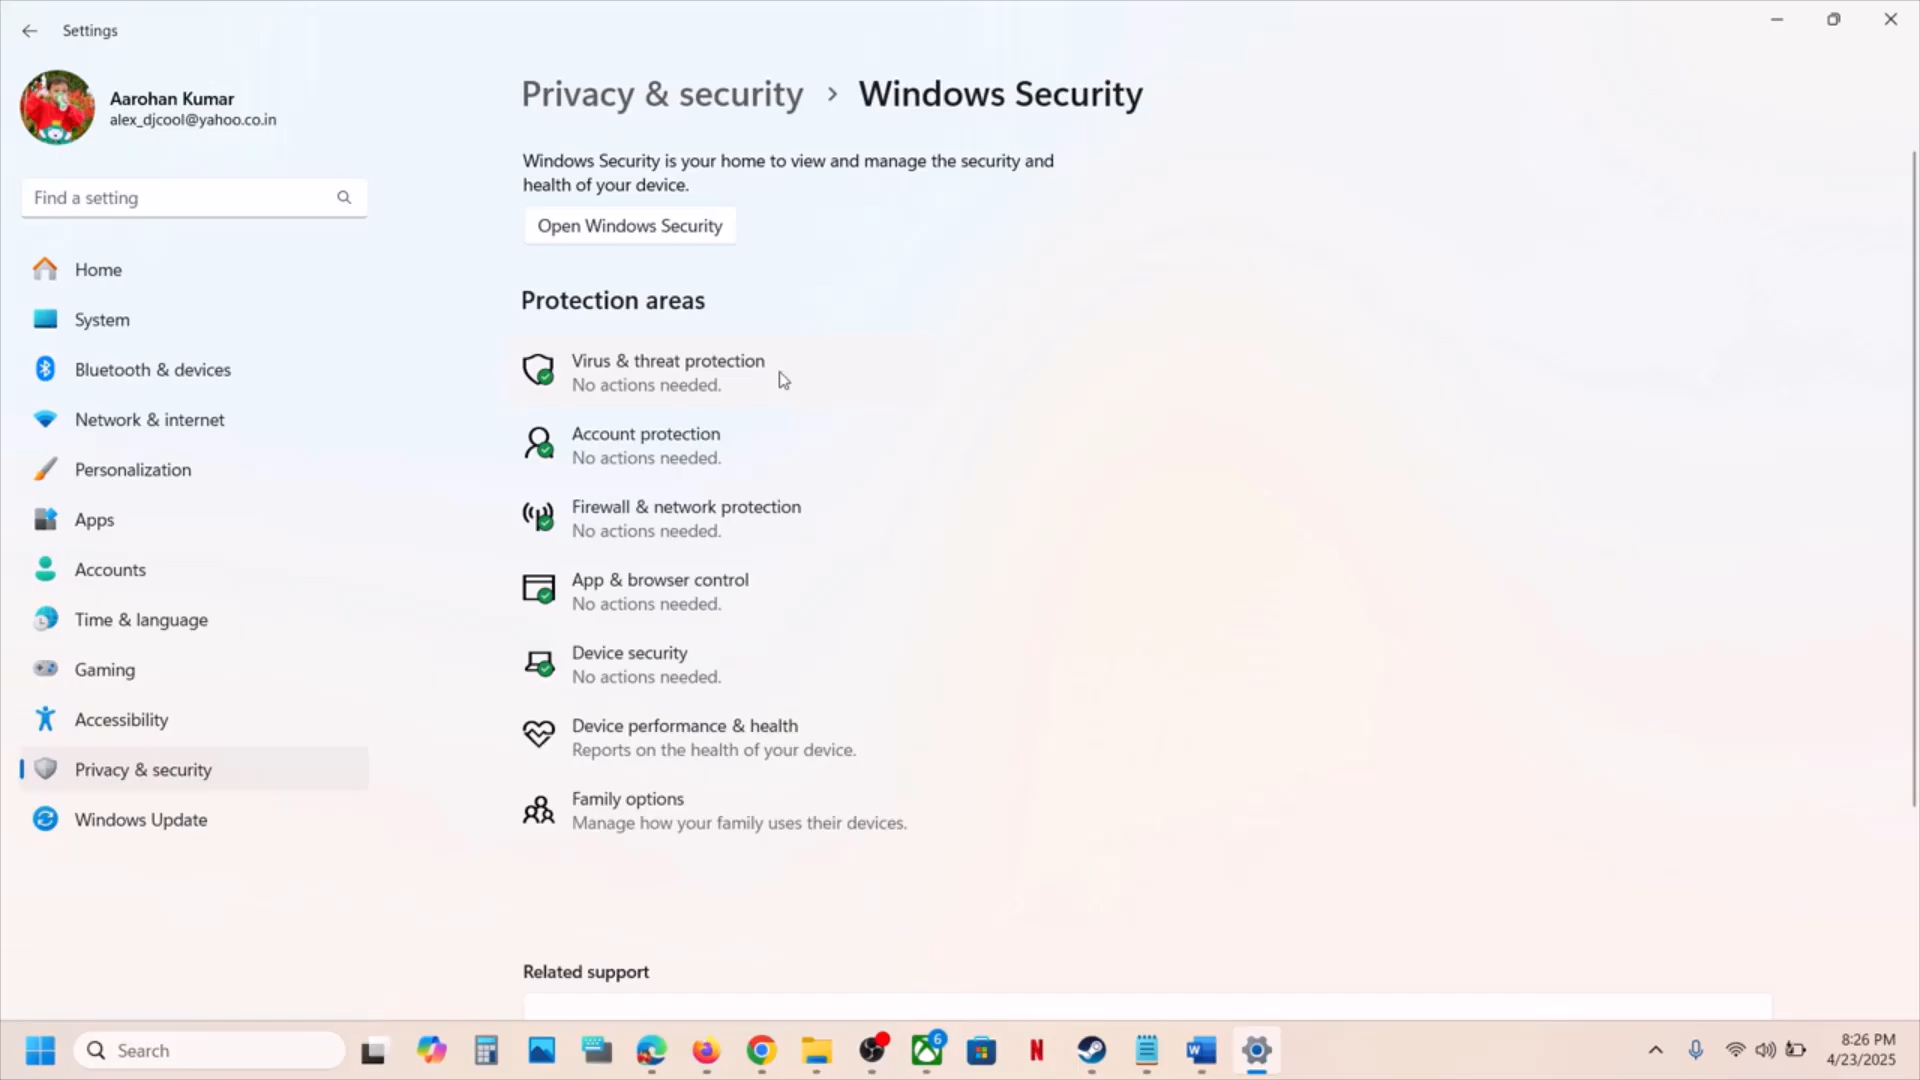 Settings
Aarohan Kumar
alex_djcool@yahoo.co.in
Find a setting
Home
System
Bluetooth & devices
Network & internet
Personalization
Apps
Accounts
Time & language
Gaming
Accessibility
Privacy & security
Windows Update
Privacy & security > Windows Security
Windows Security is your home to view and manage the security and
health of your device.
Open Windows Security
Protection areas
Virus & threat protection
No actions needed.
Account protection
No actions needed.
Firewall & network protection
No actions needed.
App & browser control
No actions needed.
Device security
No actions needed.
Device performance & health
Reports on the health of your device.
Family options
Manage how your family uses their devices.
Related support
Search
6
N
W
8:26 PM
4/23/2025